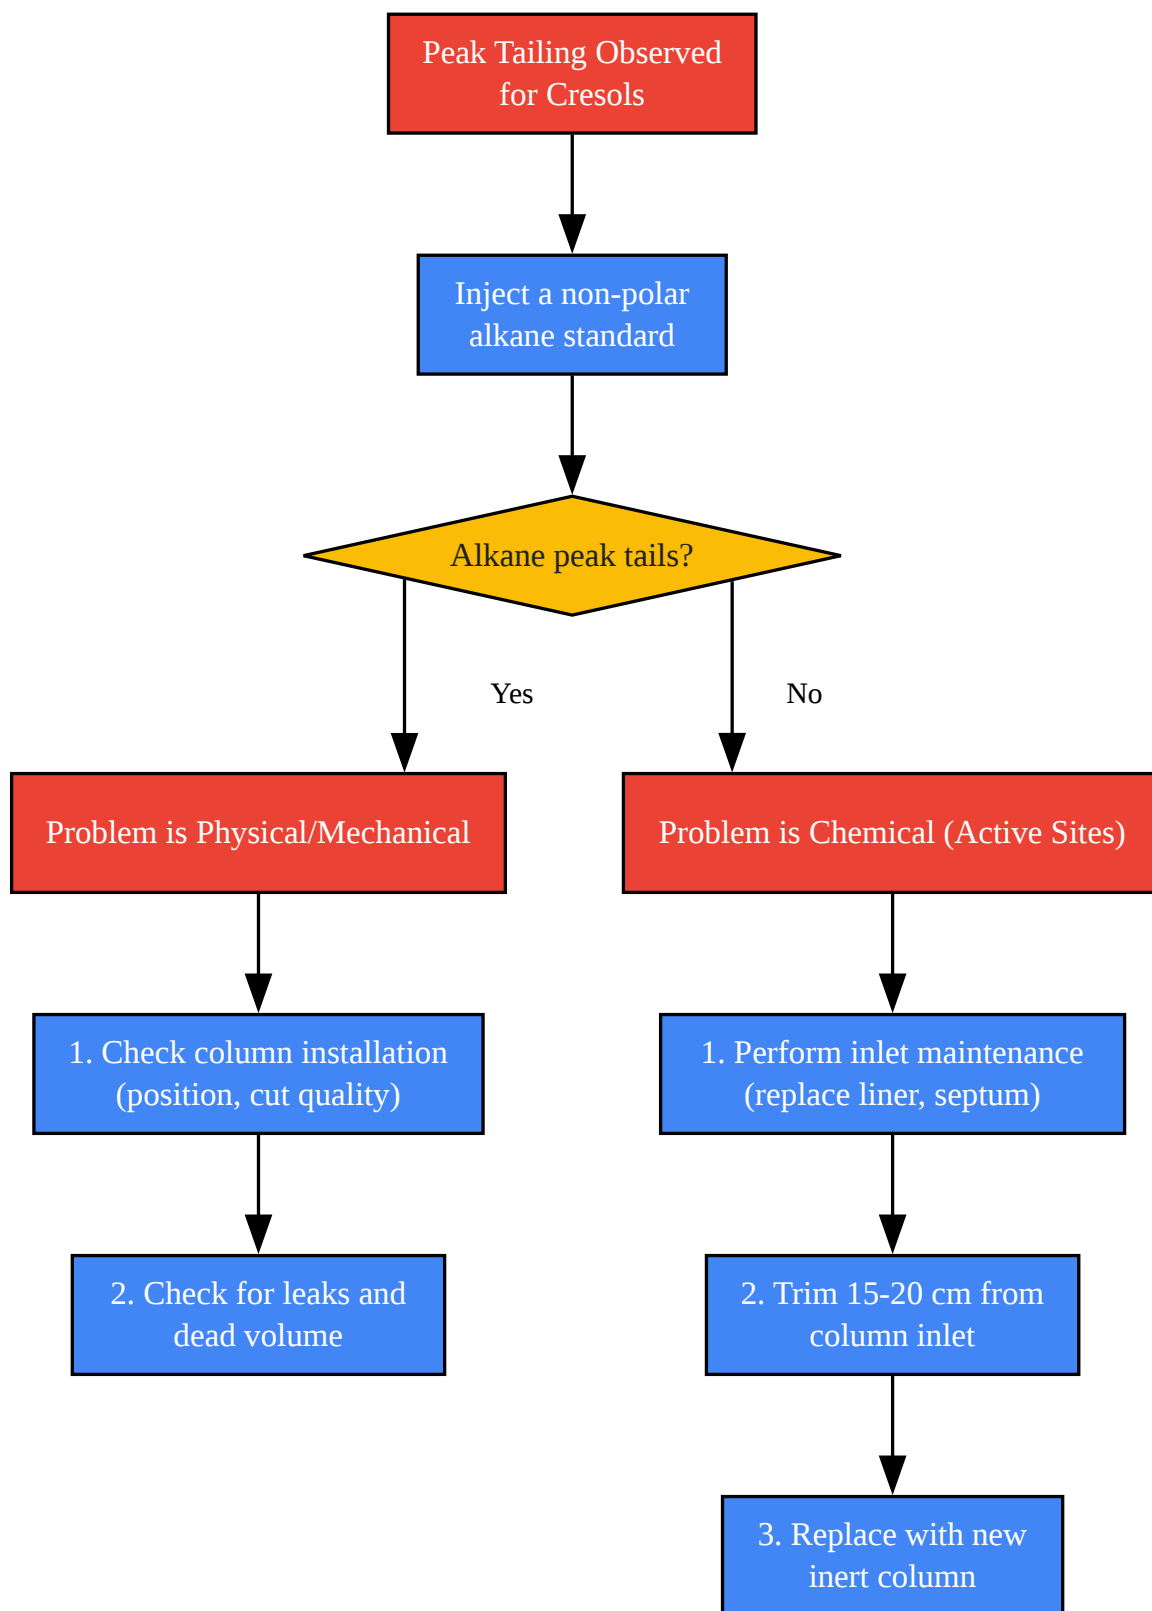 Peak Tailing Observed
for Cresols
Inject a non-polar
alkane standard
Alkane peak tails?
Yes
No
Problem is Physical/Mechanical
Problem is Chemical (Active Sites)
1. Check column installation
(position, cut quality)
1. Perform inlet maintenance
(replace liner, septum)
2. Check for leaks and
dead volume
2. Trim 15-20 cm from
column inlet
3. Replace with new
inert column